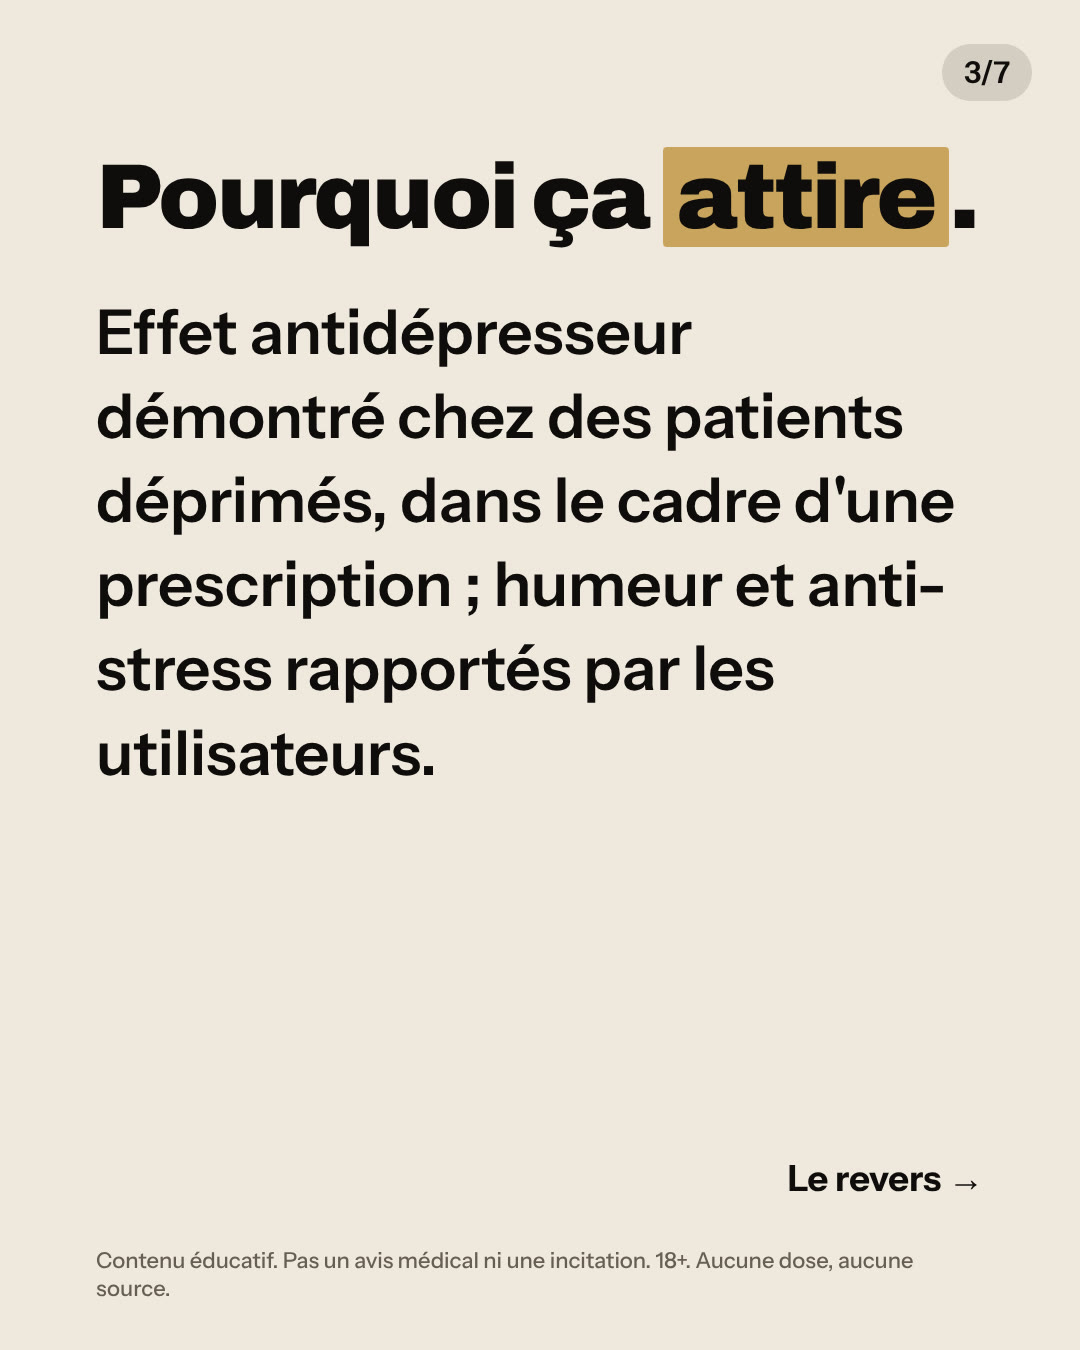 3/7
Pourquoi ça attire.
Effet antidépresseur
démontré chez des patients
déprimés, dans le cadre d'une
prescription ; humeur et anti-
stress rapportés par les
utilisateurs.
Le revers →
Contenu éducatif. Pas un avis médical ni une incitation. 18+. Aucune dose, aucune
source.